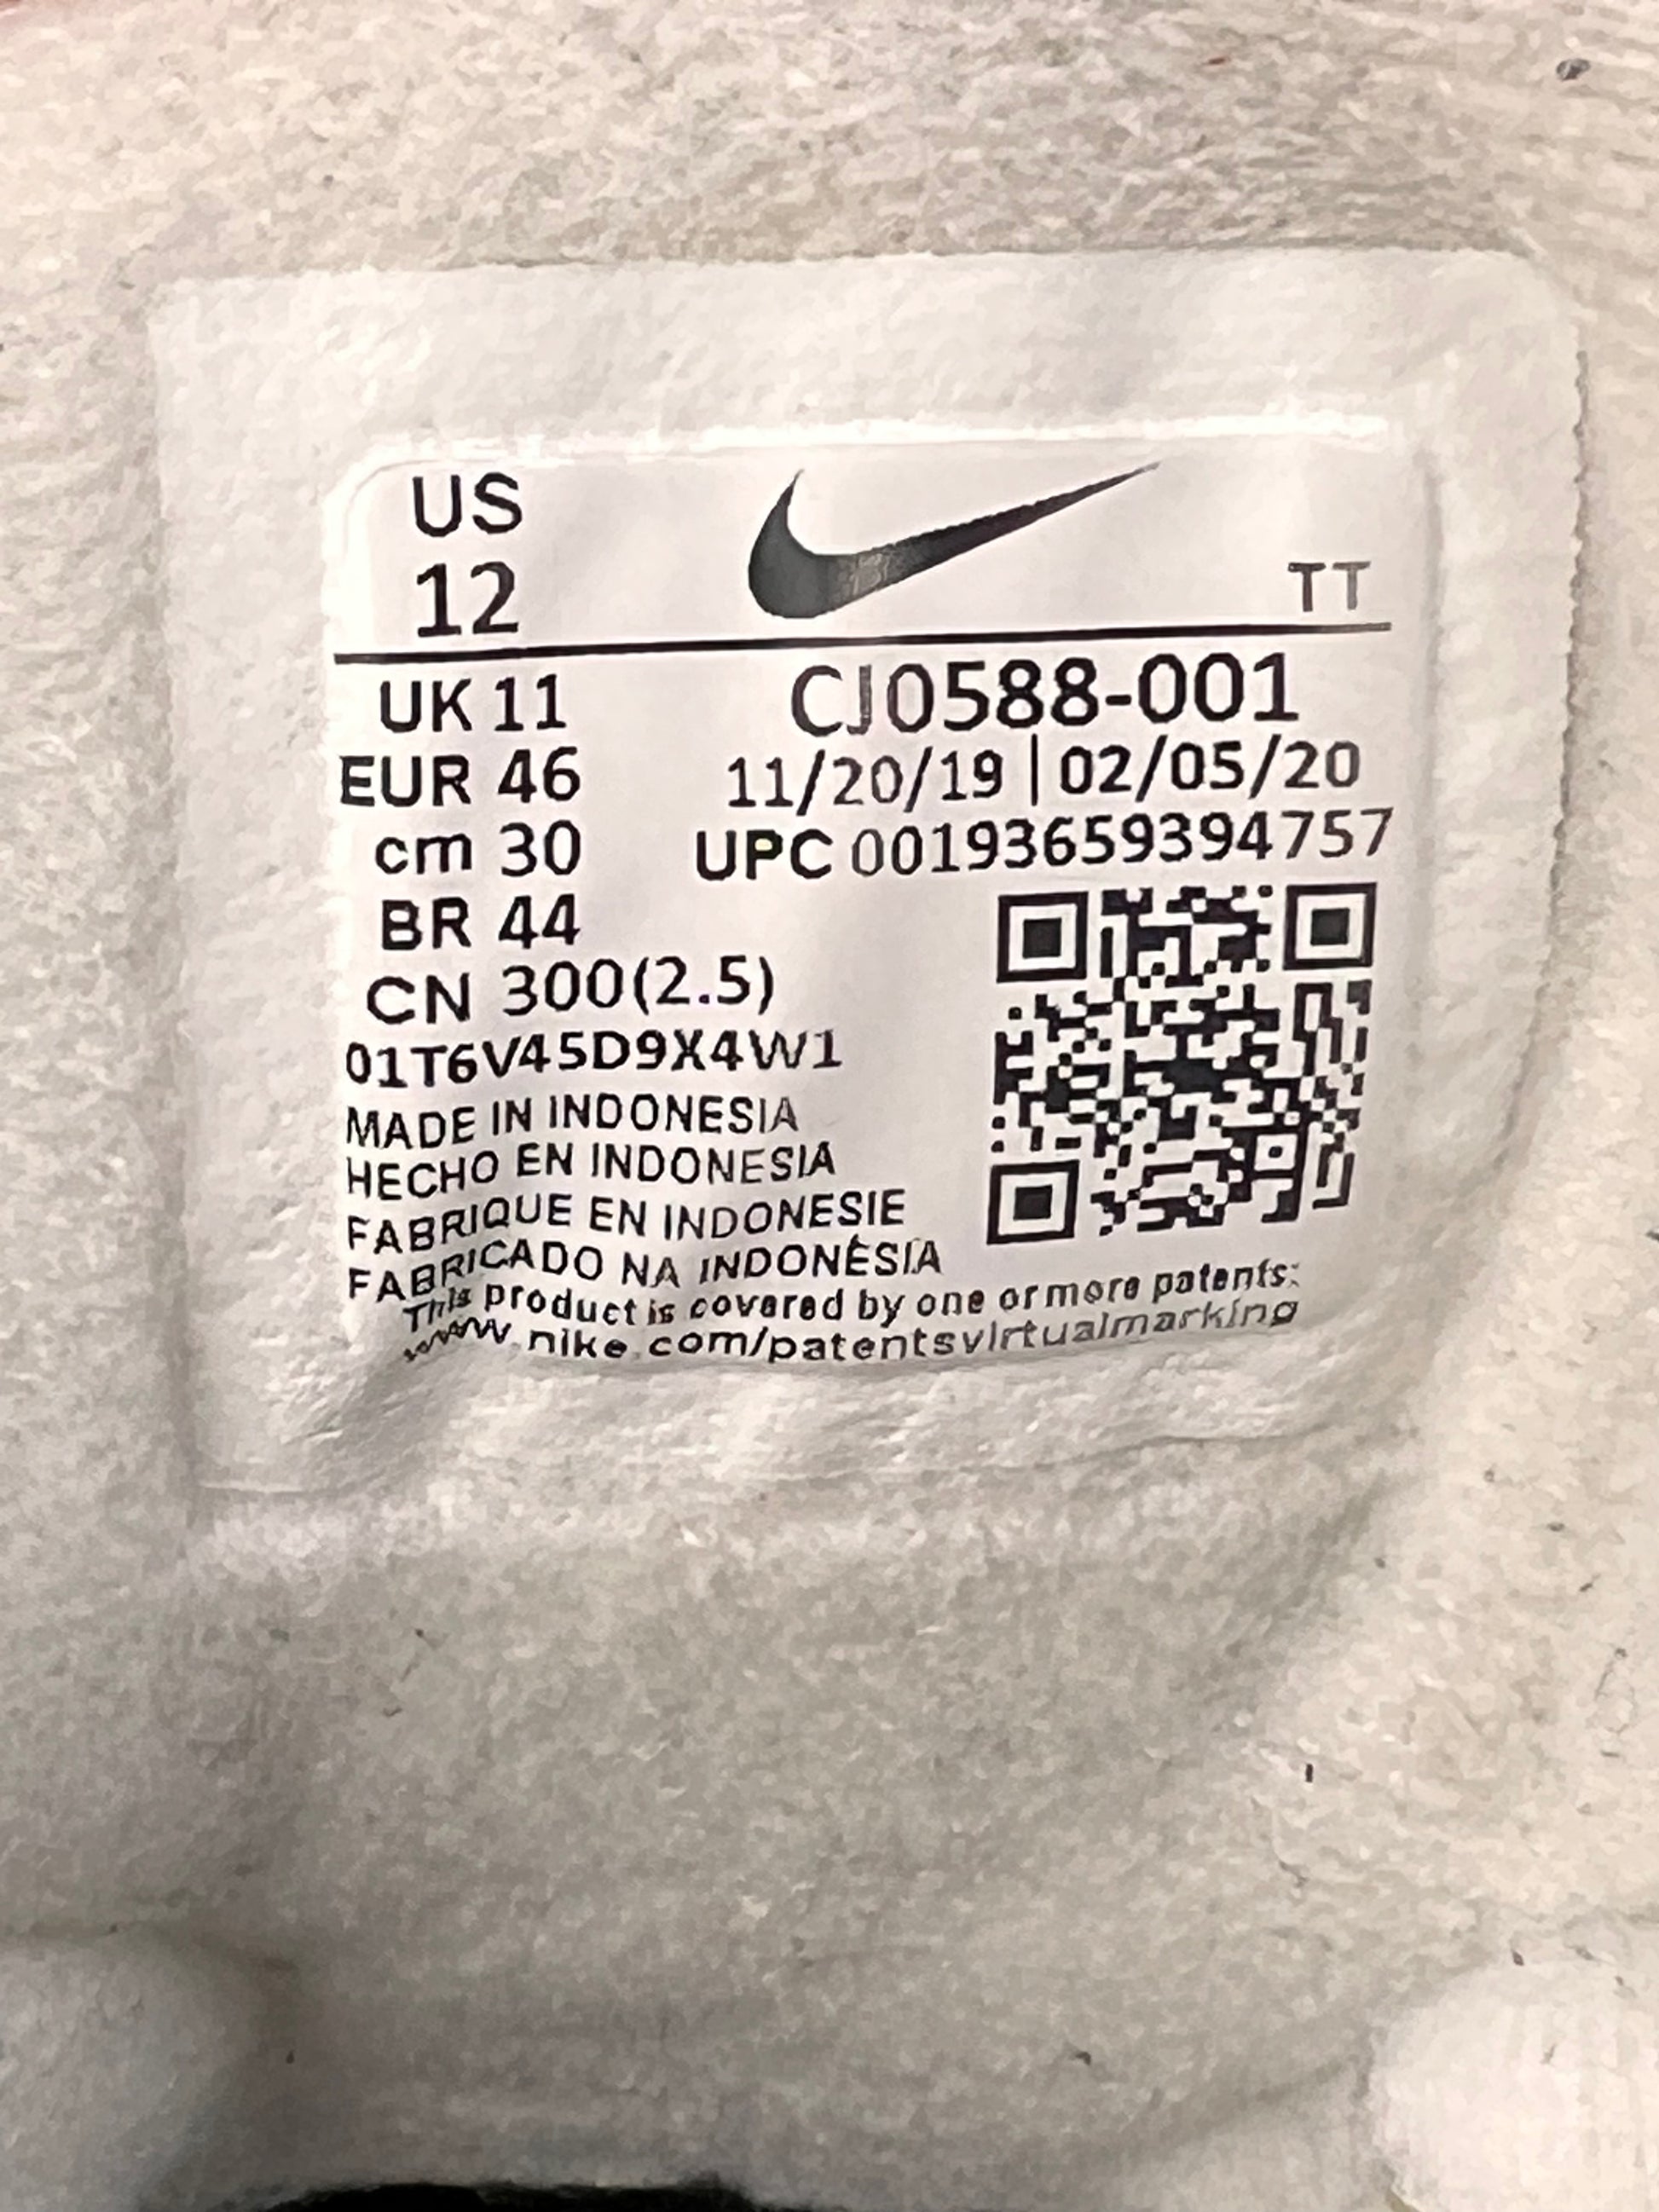 US
12
TT
UK 11
EUR 46
cm 30
BR 44
CN 300(2.5)
CJ0588-001
11/20/19 | 02/05/20
UPC 00193659394757
01T6V45D9X4W1
MADE IN INDONESIA
HECHO EN INDONESIA
FABRIQUE EN INDONESIE
FABRICADO NA INDONÉSIA
This product is covered by one or more patents:
www.nike.com/patentsvirtualmarking